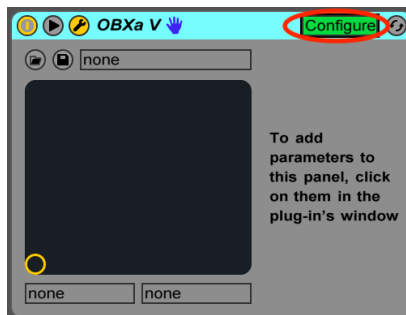 OBXa V Configure
none
To add
parameters to
this panel, click
on them in the
plug-in's window
none none